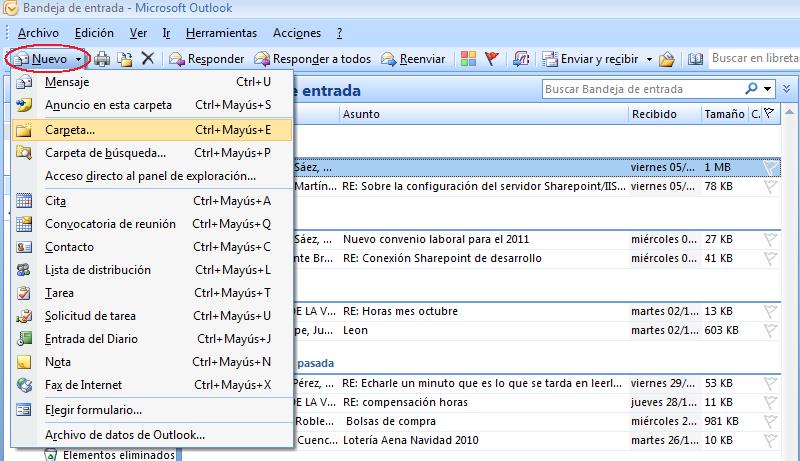 Bandeja de entrada - Microsoft Outlook
Archivo Edición Ver Ir Herramientas Acciones ?
Nuevo Responder Responder a todos Reenviar Enviar y recibir Buscar en libretas
Mensaje Ctrl+U
Anuncio en esta carpeta Ctrl+Mayús+S
Carpeta... Ctrl+Mayús+E
Carpeta de búsqueda... Ctrl+Mayús+P
Acceso directo al panel de exploración...
Cita Ctrl+Mayús+A
Convocatoria de reunión Ctrl+Mayús+Q
Contacto Ctrl+Mayús+C
Lista de distribución Ctrl+Mayús+L
Tarea Ctrl+Mayús+T
Solicitud de tarea Ctrl+Mayús+U
Entrada del Diario Ctrl+Mayús+J
Nota Ctrl+Mayús+N
Fax de Internet Ctrl+Mayús+X
Elegir formulario...
Archivo de datos de Outlook...
Elementos eliminados
e entrada Buscar Bandeja de entrada
Asunto Recibido Tamaño C.
Sáez, ... viernes 05/... 1 MB
Martín... RE: Sobre la configuración del servidor Sharepoint/IIS... viernes 05/... 78 KB
Sáez, ... Nuevo convenio laboral para el 2011 miércoles 0... 27 KB
nte Br... RE: Conexión Sharepoint de desarrollo miércoles 0... 41 KB
DE LA V... RE: Horas mes octubre martes 02/1... 13 KB
pe, Ju... Leon martes 02/1... 603 KB
pasada
Pérez, ... RE: Echarle un minuto que es lo que se tarda en leerl... viernes 29/... 53 KB
DE LA V... RE: compensación horas jueves 28/1... 11 KB
Roble... Bolsas de compra miércoles 2... 981 KB
Cuenc... Lotería Aena Navidad 2010 martes 26/1... 10 KB